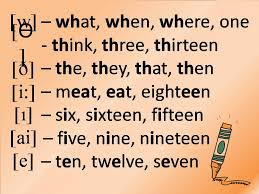 [w] – what, when, where, one
[Ө] - think, three, thirteen
[ð] – the, they, that, then
[i:] – meat, eat, eighteen
[ı] – six, sixteen, fifteen
[ai] – five, nine, nineteen
[e] – ten, twelve, seven